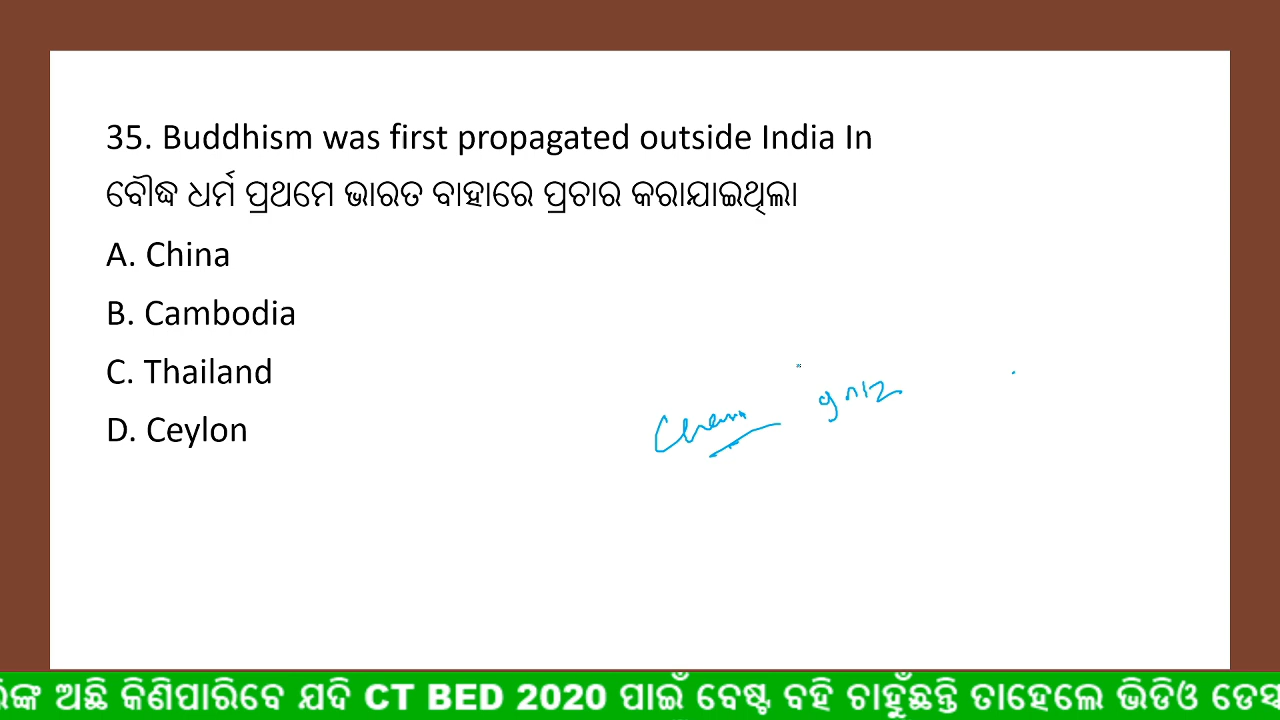 35. Buddhism was first propagated outside India In
ବୌଦ୍ଧ ଧର୍ମ ପ୍ରଥମେ ଭାରତ ବାହାରେ ପ୍ରଚାର କରାଯାଇଥିଲା
A. China
B. Cambodia
C. Thailand
D. Ceylon
ଅଛି କିଣିପାରିବେ ଯଦି CT BED 2020 ପାଇଁ ବେଷ୍ଟ ବହି ଚାହୁଁଛନ୍ତି ତାହେଲେ ଭିଡିଓ